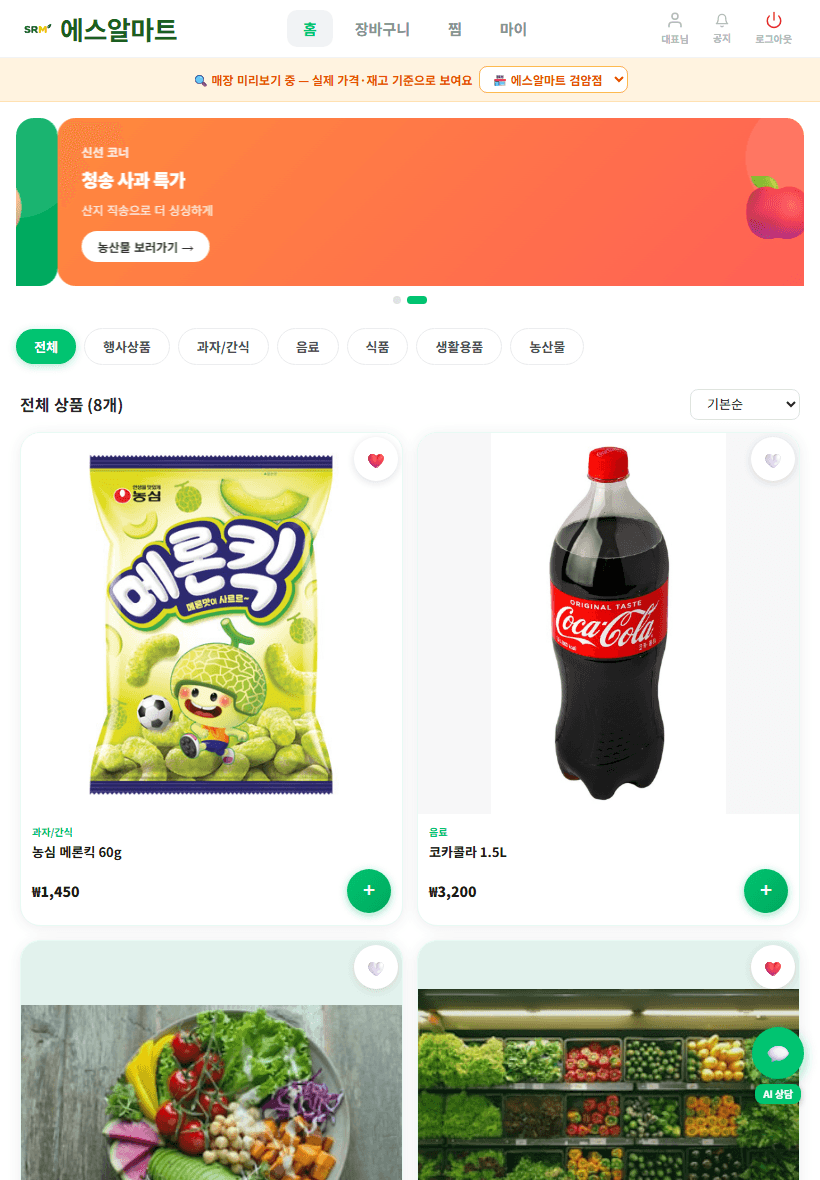 SRM 에스알마트
홈 장바구니 찜 마이
대표님 공지 로그아웃
매장 미리보기 중 — 실제 가격·재고 기준으로 보여요
에스알마트 검암점
신선 코너
청송 사과 특가
산지 직송으로 더 싱싱하게
농산물 보러가기 →
전체 행사상품 과자/간식 음료 식품 생활용품 농산물
전체 상품 (8개)
기본순
농심
메론킥
메론맛이 사르르~
ORIGINAL TASTE
Coca-Cola
과자/간식
농심 메론킥 60g
₩1,450
+
음료
코카콜라 1.5L
₩3,200
+
AI 상담